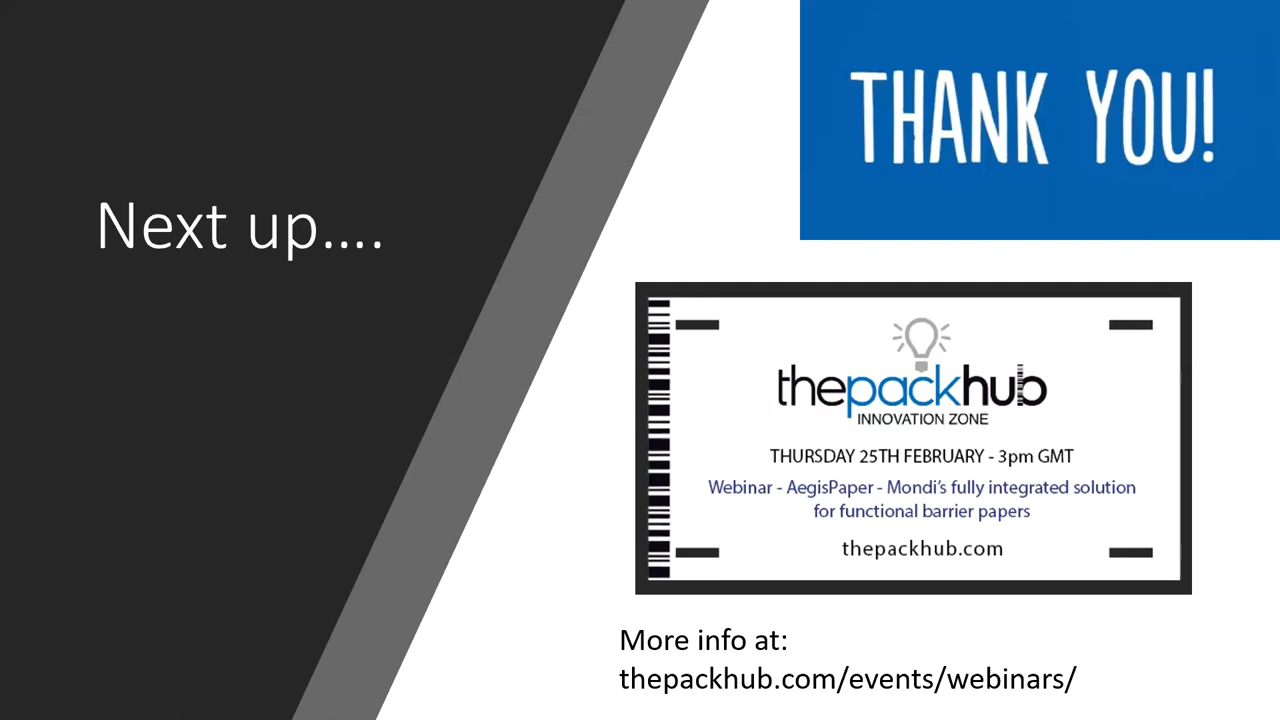 Next up....
THANK YOU!
thepackhub
INNOVATION ZONE
THURSDAY 25TH FEBRUARY - 3pm GMT
Webinar - AegisPaper - Mondi's fully integrated solution
for functional barrier papers
thepackhub.com
More info at:
thepackhub.com/events/webinars/